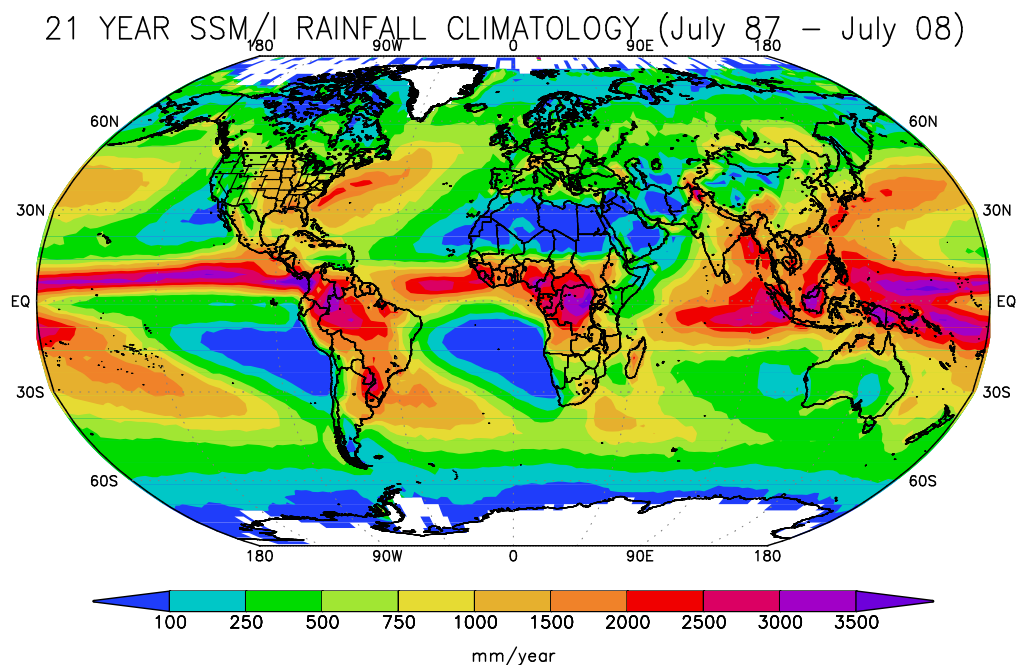 21 YEAR SSM/I RAINFALL CLIMATOLOGY (July 87 – July 08)
180 90W 0 90E 180
60N 60N
30N 30N
EQ EQ
30S 30S
60S 60S
180 90W 0 90E 180
100 250 500 750 1000 1500 2000 2500 3000 3500
mm/year